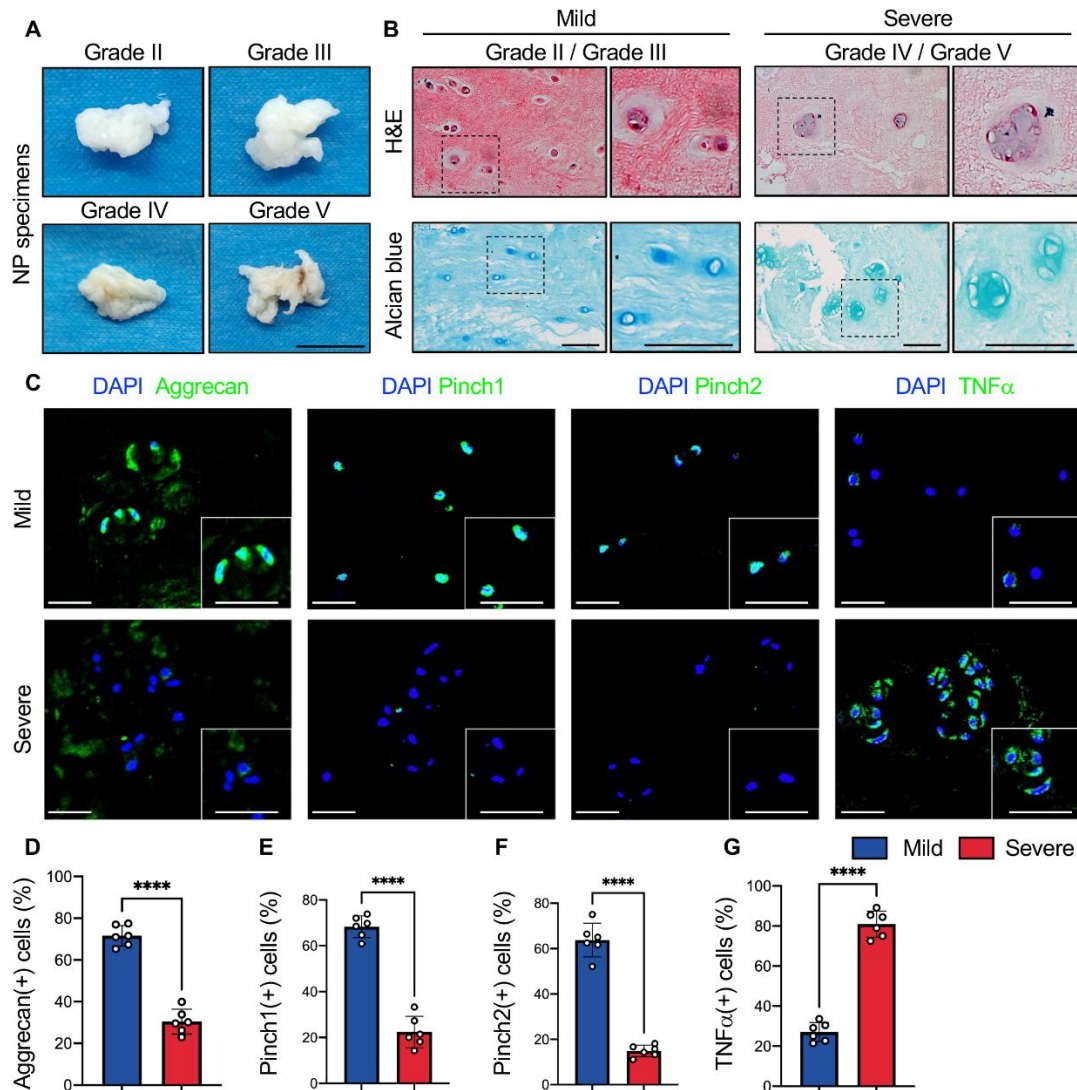 A
Grade II Grade III
NP specimens
Grade IV Grade V
B
Mild Severe
Grade II / Grade III Grade IV / Grade V
H&E
Alcian blue
C
DAPI Aggrecan DAPI Pinch1 DAPI Pinch2 DAPI TNFα
Mild
Severe
Mild Severe
D
Aggrecan(+) cells (%)
100
80
60
40
20
0
****
E
Pinch1(+) cells (%)
80
60
40
20
0
****
F
Pinch2(+) cells (%)
80
60
40
20
0
****
G
TNFα(+) cells (%)
100
80
60
40
20
0
****